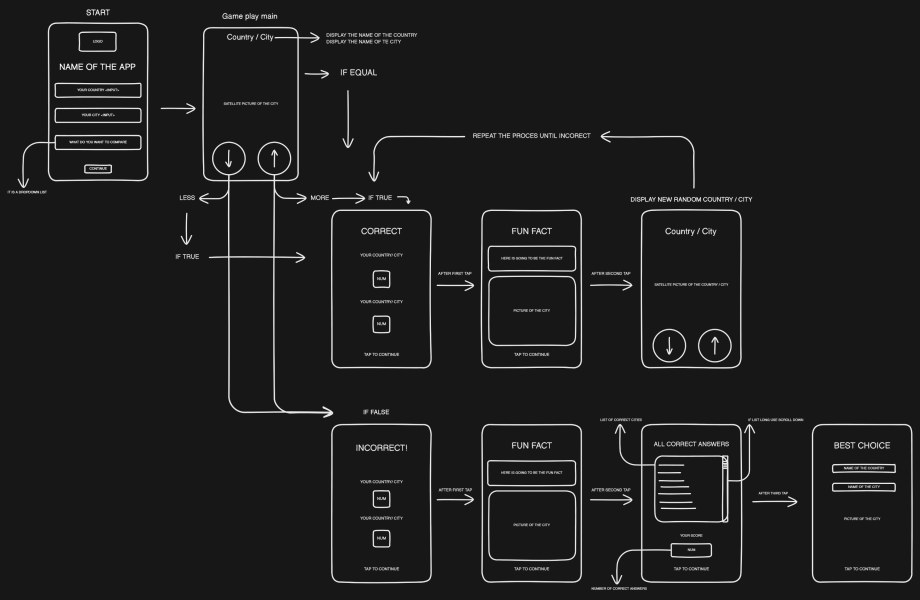 START
LOGO
NAME OF THE APP
YOUR COUNTRY <INPUT>
YOUR CITY <INPUT>
WHAT DO YOU WANT TO COMPARE
CONTINUE
IT IS A DROPDOWN LIST
Game play main
Country / City
DISPLAY THE NAME OF THE COUNTRY
DISPLAY THE NAME OF TE CITY
IF EQUAL
SATELLITE PICTURE OF THE CITY
LESS
MORE
IF TRUE
IF TRUE
REPEAT THE PROCES UNTIL INCORECT
CORRECT
YOUR COUNTRY/ CITY
NUM
YOUR COUNTRY/ CITY
NUM
TAP TO CONTINUE
AFTER FIRST TAP
FUN FACT
HERE IS GOING TO BE THE FUN FACT
PICTURE OF THE CITY
TAP TO CONTINUE
AFTER SECOND TAP
DISPLAY NEW RANDOM COUNTRY / CITY
Country / City
SATELLITE PICTURE OF THE COUNTRY / CITY
IF FALSE
INCORRECT!
YOUR COUNTRY/ CITY
NUM
YOUR COUNTRY/ CITY
NUM
TAP TO CONTINUE
AFTER FIRST TAP
FUN FACT
HERE IS GOING TO BE THE FUN FACT
PICTURE OF THE CITY
TAP TO CONTINUE
AFTER SECOND TAP
LIST OF CORRECT CITIES
IF LIST LONG USE SCROLL DOWN
ALL CORRECT ANSWERS
YOUR SCORE
NUM
TAP TO CONTINUE
NUMBER OF CORRECT ANSWERS
AFTER THIRD TAP
BEST CHOICE
NAME OF THE COUNTRY
NAME OF THE CITY
PICTURE OF THE CITY
TAP TO CONTINUE